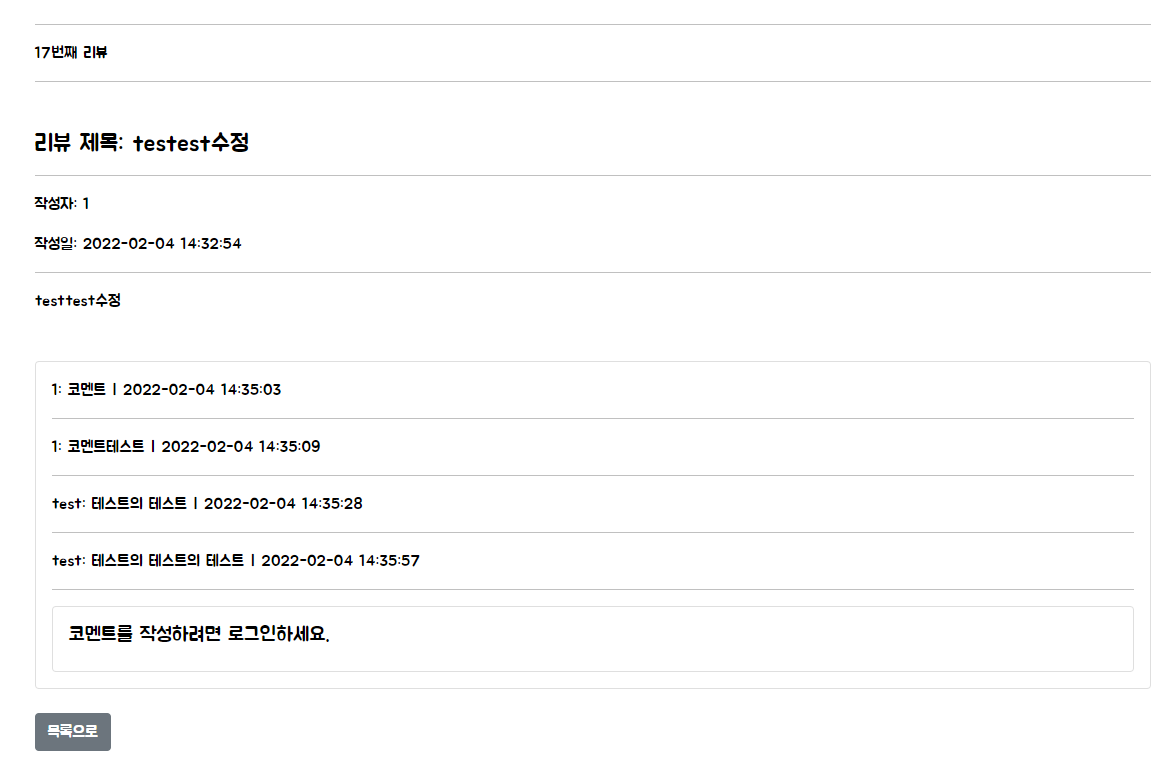 17번째 리뷰
리뷰 제목: testest수정
작성자: 1
작성일: 2022-02-04 14:32:54
testtest수정
1: 코멘트 | 2022-02-04 14:35:03
1: 코멘트테스트 | 2022-02-04 14:35:09
test: 테스트의 테스트 | 2022-02-04 14:35:28
test: 테스트의 테스트의 테스트 | 2022-02-04 14:35:57
코멘트를 작성하려면 로그인하세요.
목록으로